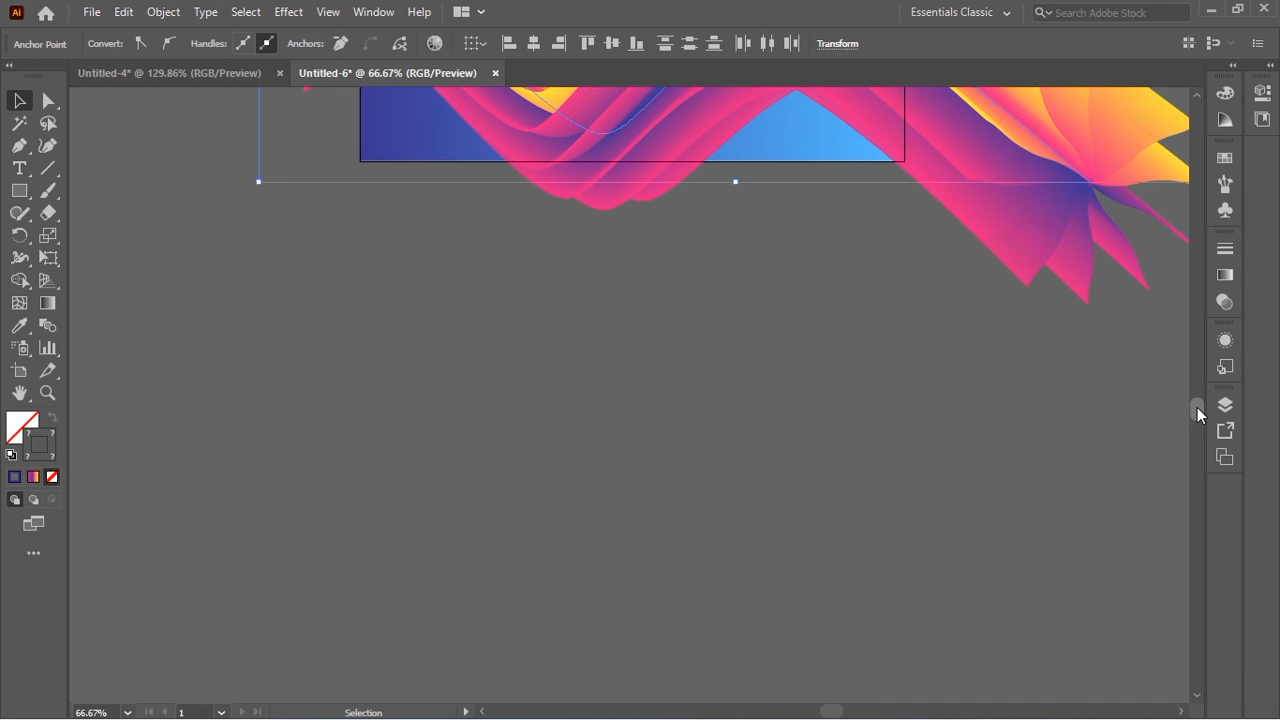 Ai File Edit Object Type Select Effect View Window Help Essentials Classic Search Adobe Stock
Anchor Point Convert: Handles: Anchors: Transform
Untitled-4* @ 129.86% (RGB/Preview) × Untitled-6* @ 66.67% (RGB/Preview) ×
T
? ?
? ?
66.67% 1 Selection